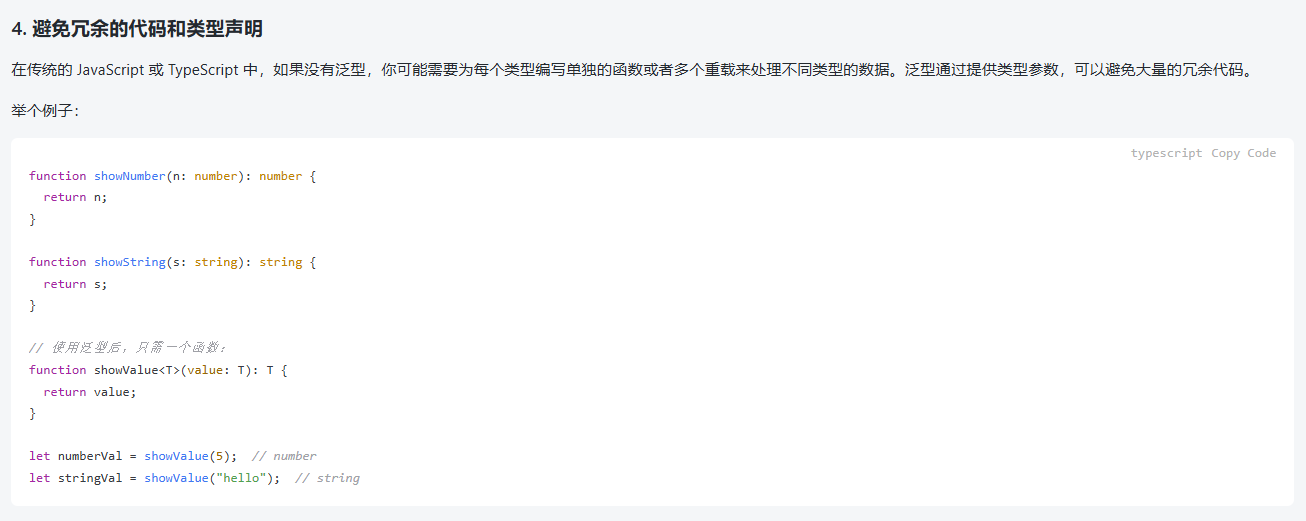 4. 避免冗余的代码和类型声明
在传统的 JavaScript 或 TypeScript 中，如果没有泛型，你可能需要为每个类型编写单独的函数或者多个重载来处理不同类型的数据。泛型通过提供类型参数，可以避免大量的冗余代码。
举个例子：
typescript Copy Code
function showNumber(n: number): number {
  return n;
}
function showString(s: string): string {
  return s;
}
// 使用泛型后，只需一个函数：
function showValue<T>(value: T): T {
  return value;
}
let numberVal = showValue(5);  // number
let stringVal = showValue("hello");  // string